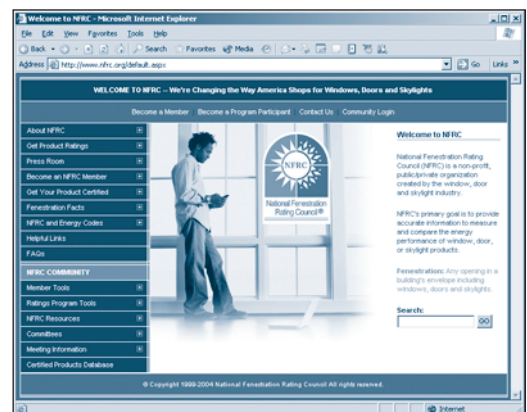 Welcome to NFRC - Microsoft Internet Explorer
File Edit View Favorites Tools Help
Back Search Favorites Media
Address http://www.nfrc.org/default.aspx Go Links »
WELCOME TO NFRC -- We're Changing the Way America Shops for Windows, Doors and Skylights
Become a Member Become a Program Participant Contact Us Community Login
About NFRC
Get Product Ratings
Press Room
Become an NFRC Member
Get Your Product Certified
Fenestration Facts
NFRC and Energy Codes
Helpful Links
FAQs
NFRC COMMUNITY
Member Tools
Ratings Program Tools
NFRC Resources
Committees
Meeting Information
Certified Products Database
NFRC
National Fenestration
Rating Council®
Welcome to NFRC
National Fenestration Rating
Council (NFRC) is a non-profit,
public/private organization
created by the window, door
and skylight industry.
NFRC's primary goal is to provide
accurate information to measure
and compare the energy
performance of window, door,
or skylight products.
Fenestration: Any opening in a
building's envelope including
windows, doors and skylights.
Search:
GO
© Copyright 1999-2004 National Fenestration Rating Council All rights reserved.
Internet